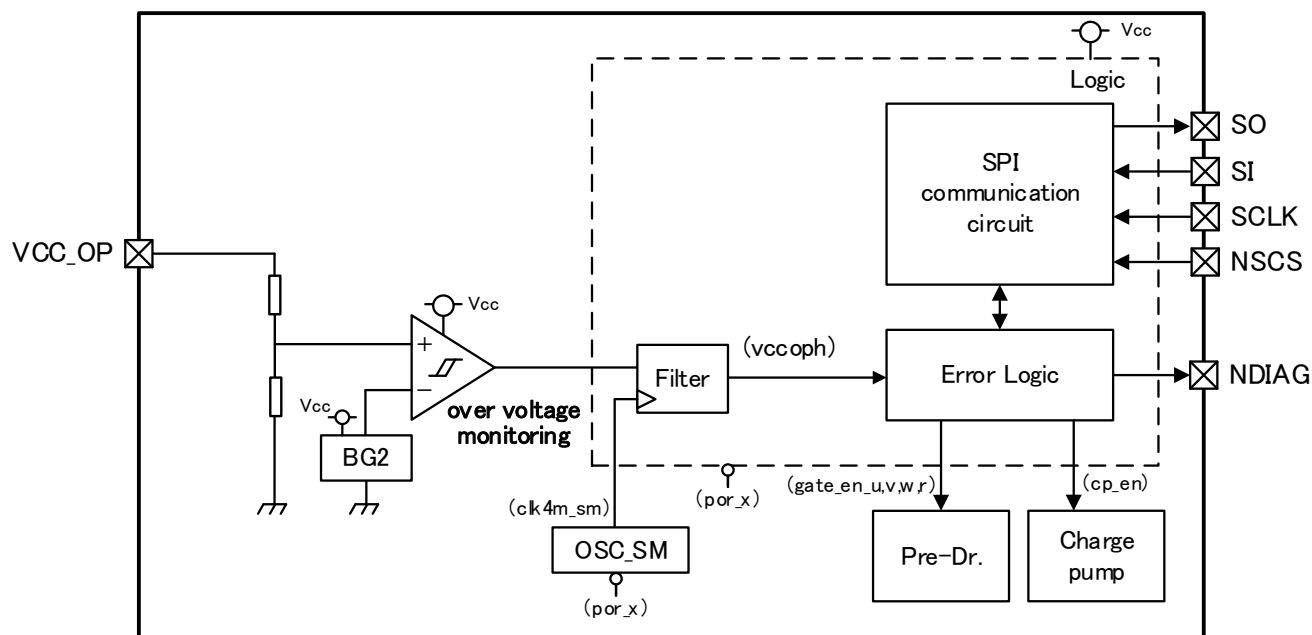 Vcc
Logic
SO
SPI
communication
circuit
SI
SCLK
NSCS
VCC_OP
Vcc
+
−
(vccoph)
Filter
Error Logic
NDIAG
over voltage
monitoring
Vcc
BG2
(clk4m_sm)
(por_x)
(gate_en_u,v,w,r)
(cp_en)
OSC_SM
(por_x)
Pre-Dr.
Charge
pump